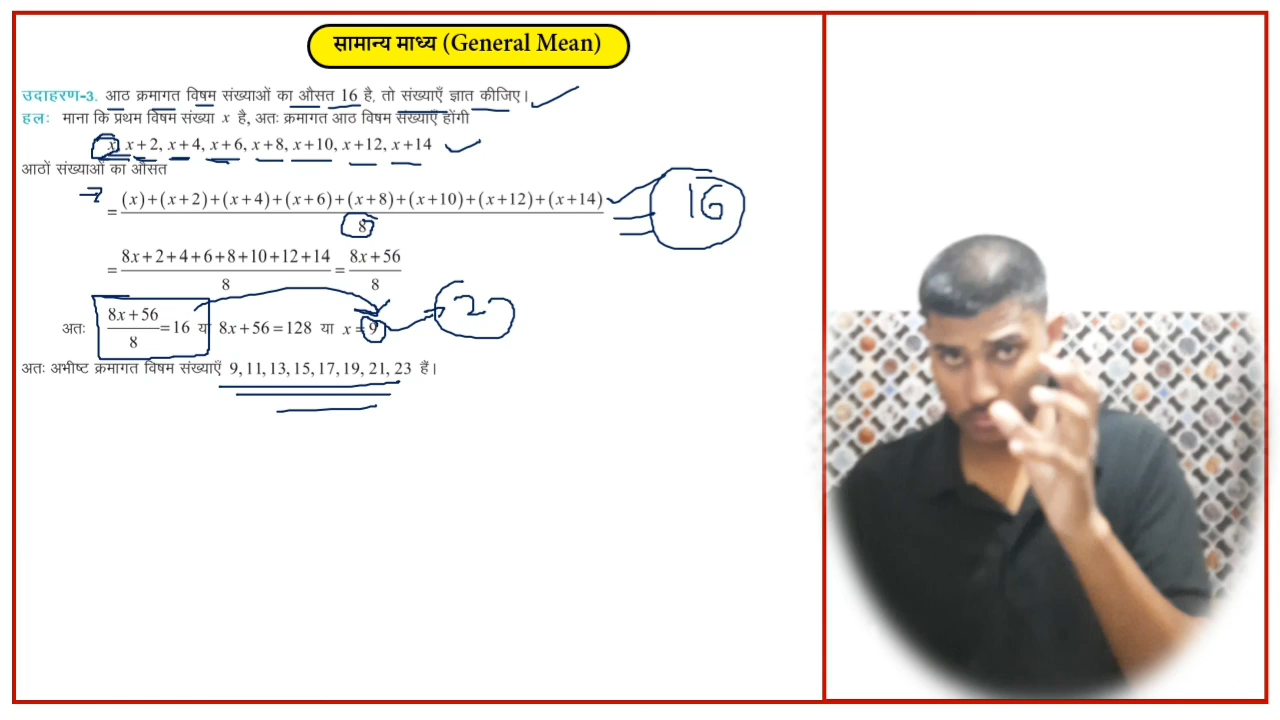 सामान्य माध्य (General Mean)
उदाहरण-3. आठ क्रमागत विषम संख्याओं का औसत 16 है, तो संख्याएँ ज्ञात कीजिए।
हलः माना कि प्रथम विषम संख्या x है, अतः क्रमागत आठ विषम संख्याएँ होंगी
x, x+2, x+4, x+6, x+8, x+10, x+12, x+14
आठों संख्याओं का औसत
= (x)+(x+2)+(x+4)+(x+6)+(x+8)+(x+10)+(x+12)+(x+14)
8
16
= 8x+2+4+6+8+10+12+14 / 8 = 8x+56 / 8
अतः 8x+56 / 8 = 16 या 8x+56=128 या x=9
2
अतः अभीष्ट क्रमागत विषम संख्याएँ 9, 11, 13, 15, 17, 19, 21, 23 हैं।